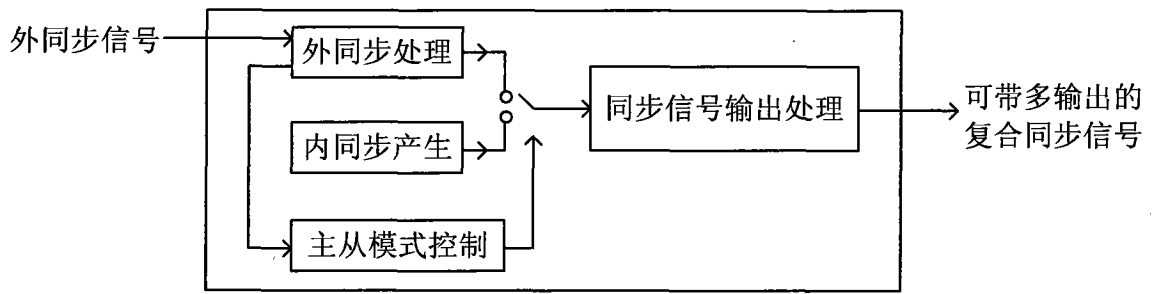 外同步信号
外同步处理
内同步产生
主从模式控制
同步信号输出处理
可带多输出的
复合同步信号